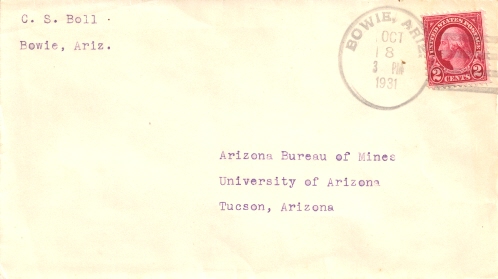 C. S. Boll -
Bowie, Ariz.
BOWIE, ARIZ.
OCT
18
3 PM
1931
UNITED STATES POSTAGE
2 CENTS 2
Arizona Bureau of Mines
University of Arizona
Tucson, Arizona